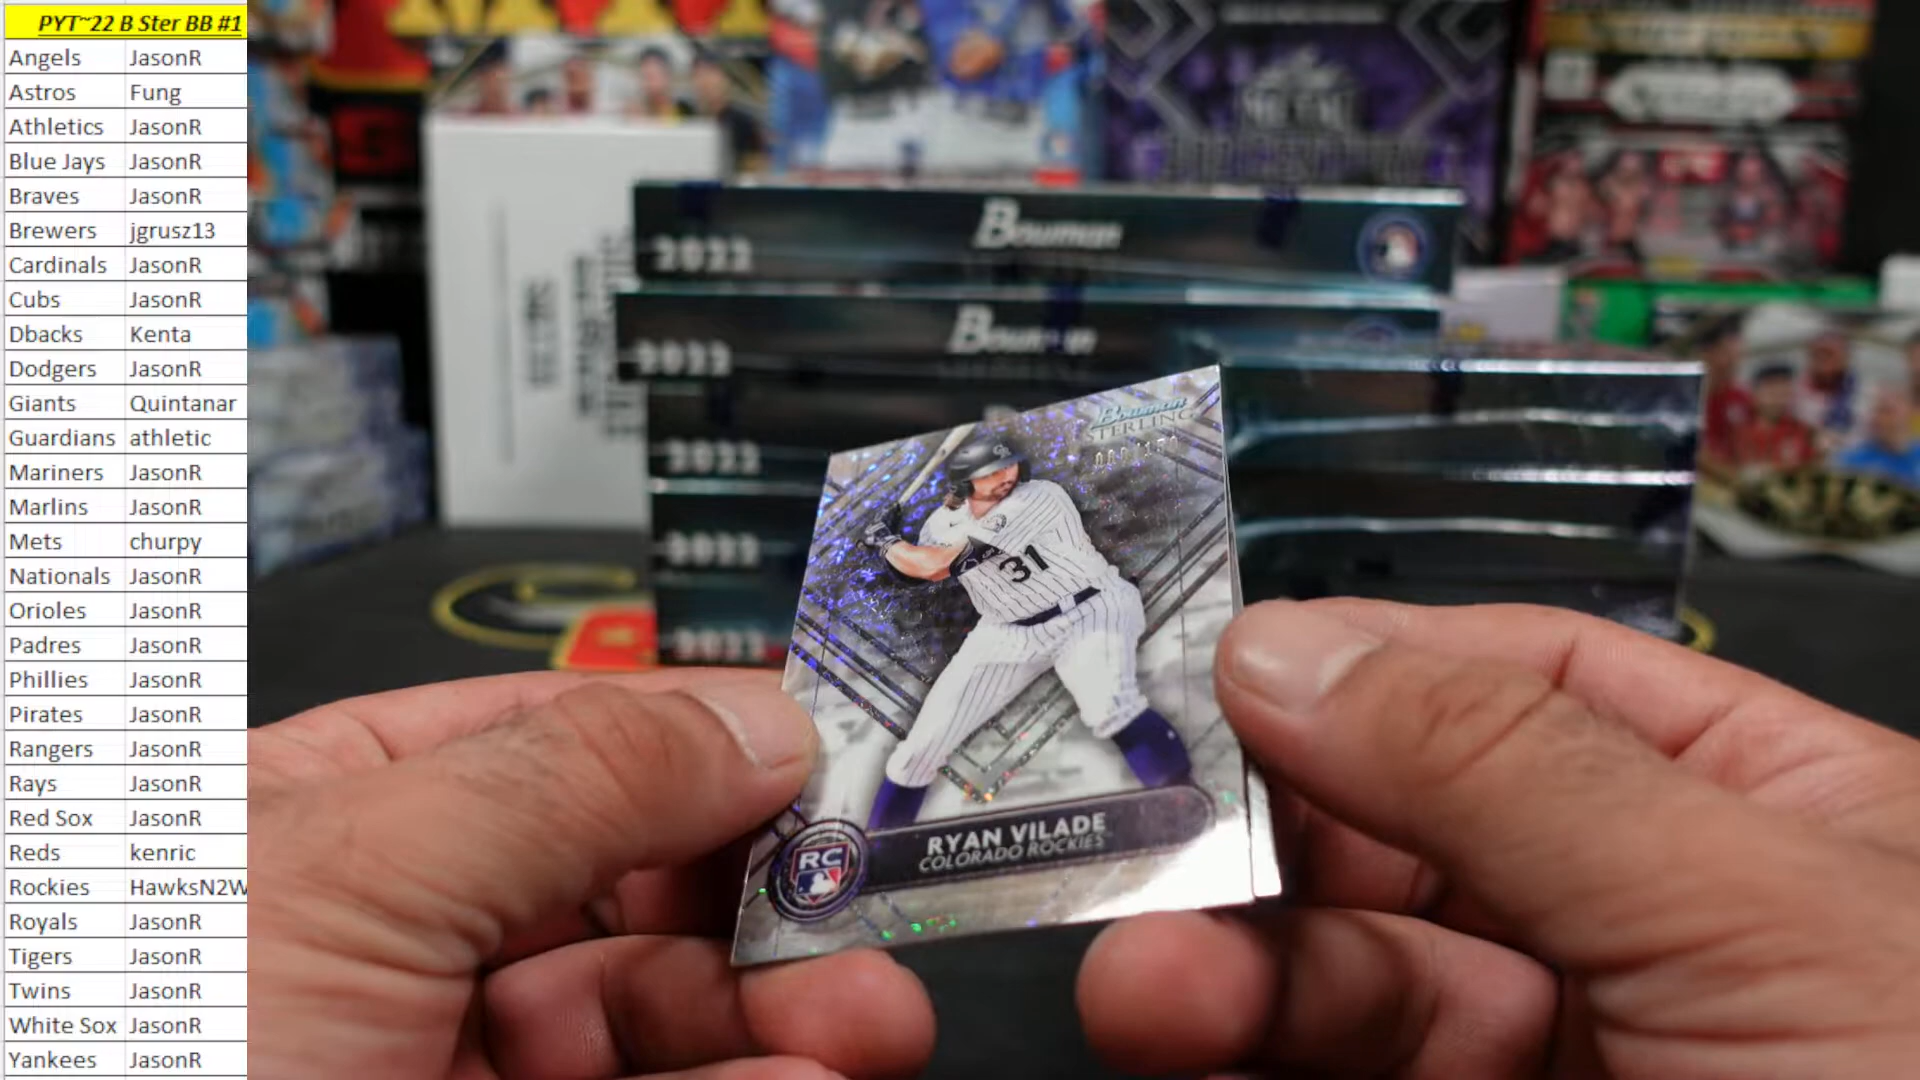 PYT~22 B Ster BB #1
Angels JasonR
Astros Fung
Athletics JasonR
Blue Jays JasonR
Braves JasonR
Brewers jgrusz13
Cardinals JasonR
Cubs JasonR
Dbacks Kenta
Dodgers JasonR
Giants Quintanar
Guardians athletic
Mariners JasonR
Marlins JasonR
Mets churpy
Nationals JasonR
Orioles JasonR
Padres JasonR
Phillies JasonR
Pirates JasonR
Rangers JasonR
Rays JasonR
Red Sox JasonR
Reds kenric
Rockies HawksN2W
Royals JasonR
Tigers JasonR
Twins JasonR
White Sox JasonR
Yankees JasonR
2022 Bowman
2022 Bowman
2022
2022
2022
Bowman
STERLING
31
RYAN VILADE
COLORADO ROCKIES
RC